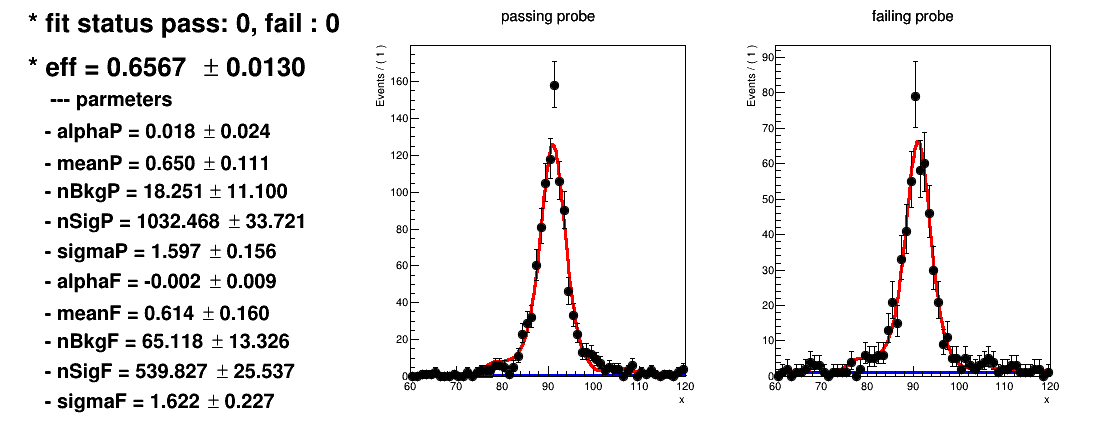 * fit status pass: 0, fail : 0
* eff = 0.6567 ± 0.0130
--- parmeters
- alphaP = 0.018 ± 0.024
- meanP = 0.650 ± 0.111
- nBkgP = 18.251 ± 11.100
- nSigP = 1032.468 ± 33.721
- sigmaP = 1.597 ± 0.156
- alphaF = -0.002 ± 0.009
- meanF = 0.614 ± 0.160
- nBkgF = 65.118 ± 13.326
- nSigF = 539.827 ± 25.537
- sigmaF = 1.622 ± 0.227
passing probe
Events / ( 1 )
160
140
120
100
80
60
40
20
0
60 70 80 90 100 110 120
x
failing probe
Events / ( 1 )
90
80
70
60
50
40
30
20
10
0
60 70 80 90 100 110 120
x